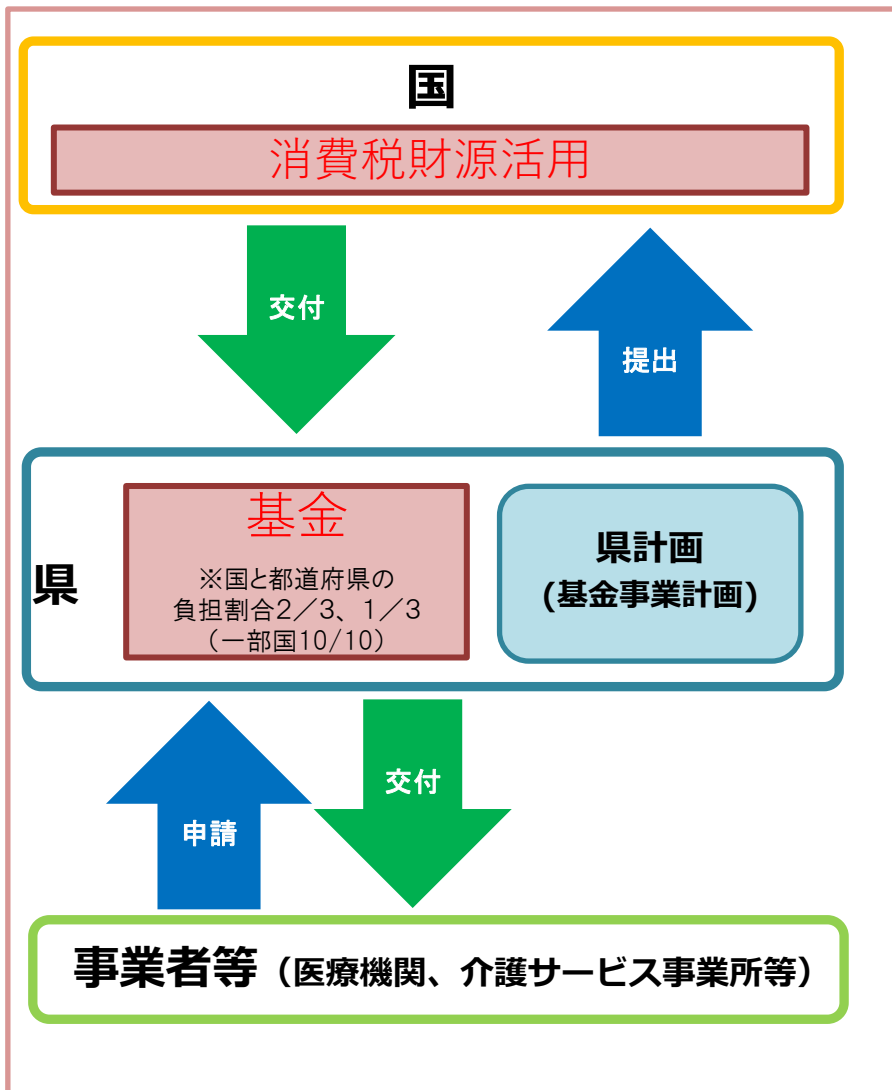 国
消費税財源活用
交付
提出
基金
※国と都道府県の
負担割合2／3、1／3
（一部国10/10）
県
県計画
(基金事業計画)
申請
交付
事業者等（医療機関、介護サービス事業所等）